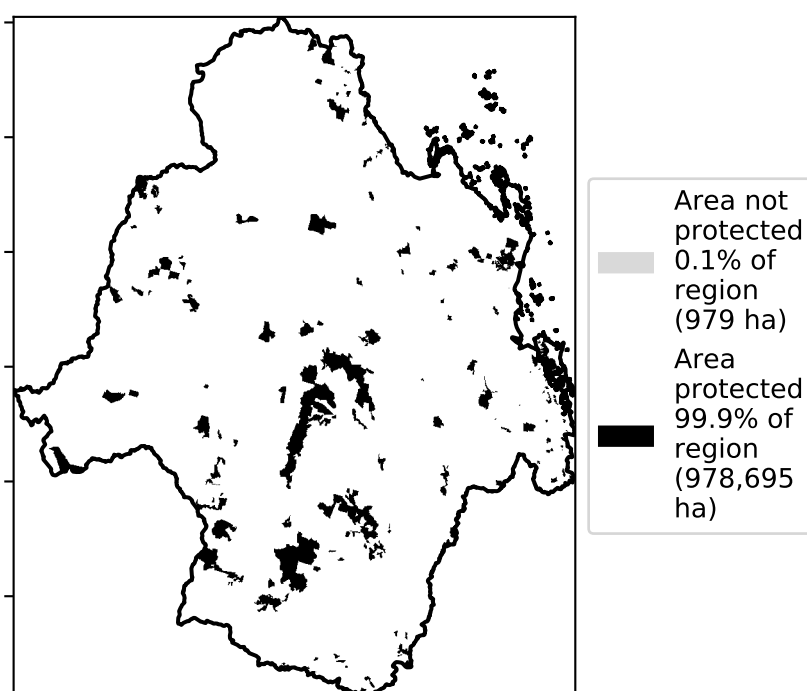 Area not
protected
0.1% of
region
(979 ha)
Area
protected
99.9% of
region
(978,695
ha)